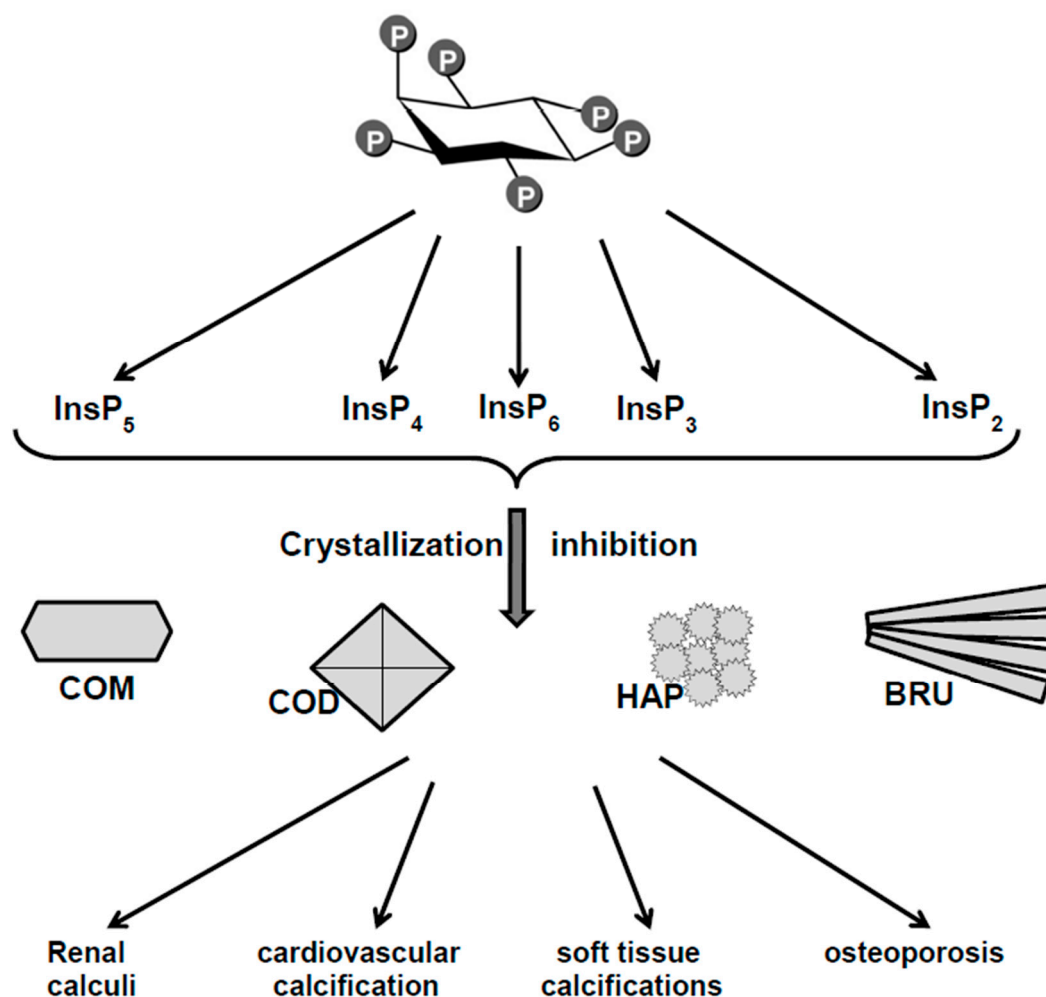 P
P
P
P
P
P
InsP5 InsP4 InsP6 InsP3 InsP2
Crystallization inhibition
COM COD HAP BRU
Renal calculi
cardiovascular calcification
soft tissue calcifications
osteoporosis